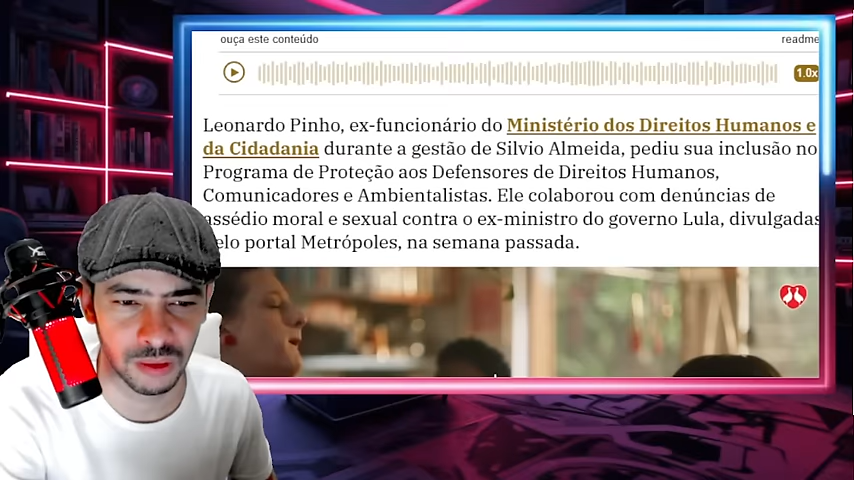 ouça este conteúdo
readme
1.0x
Leonardo Pinho, ex-funcionário do Ministério dos Direitos Humanos e
da Cidadania durante a gestão de Silvio Almeida, pediu sua inclusão no
Programa de Proteção aos Defensores de Direitos Humanos,
Comunicadores e Ambientalistas. Ele colaborou com denúncias de
assédio moral e sexual contra o ex-ministro do governo Lula, divulgadas
pelo portal Metrópoles, na semana passada.